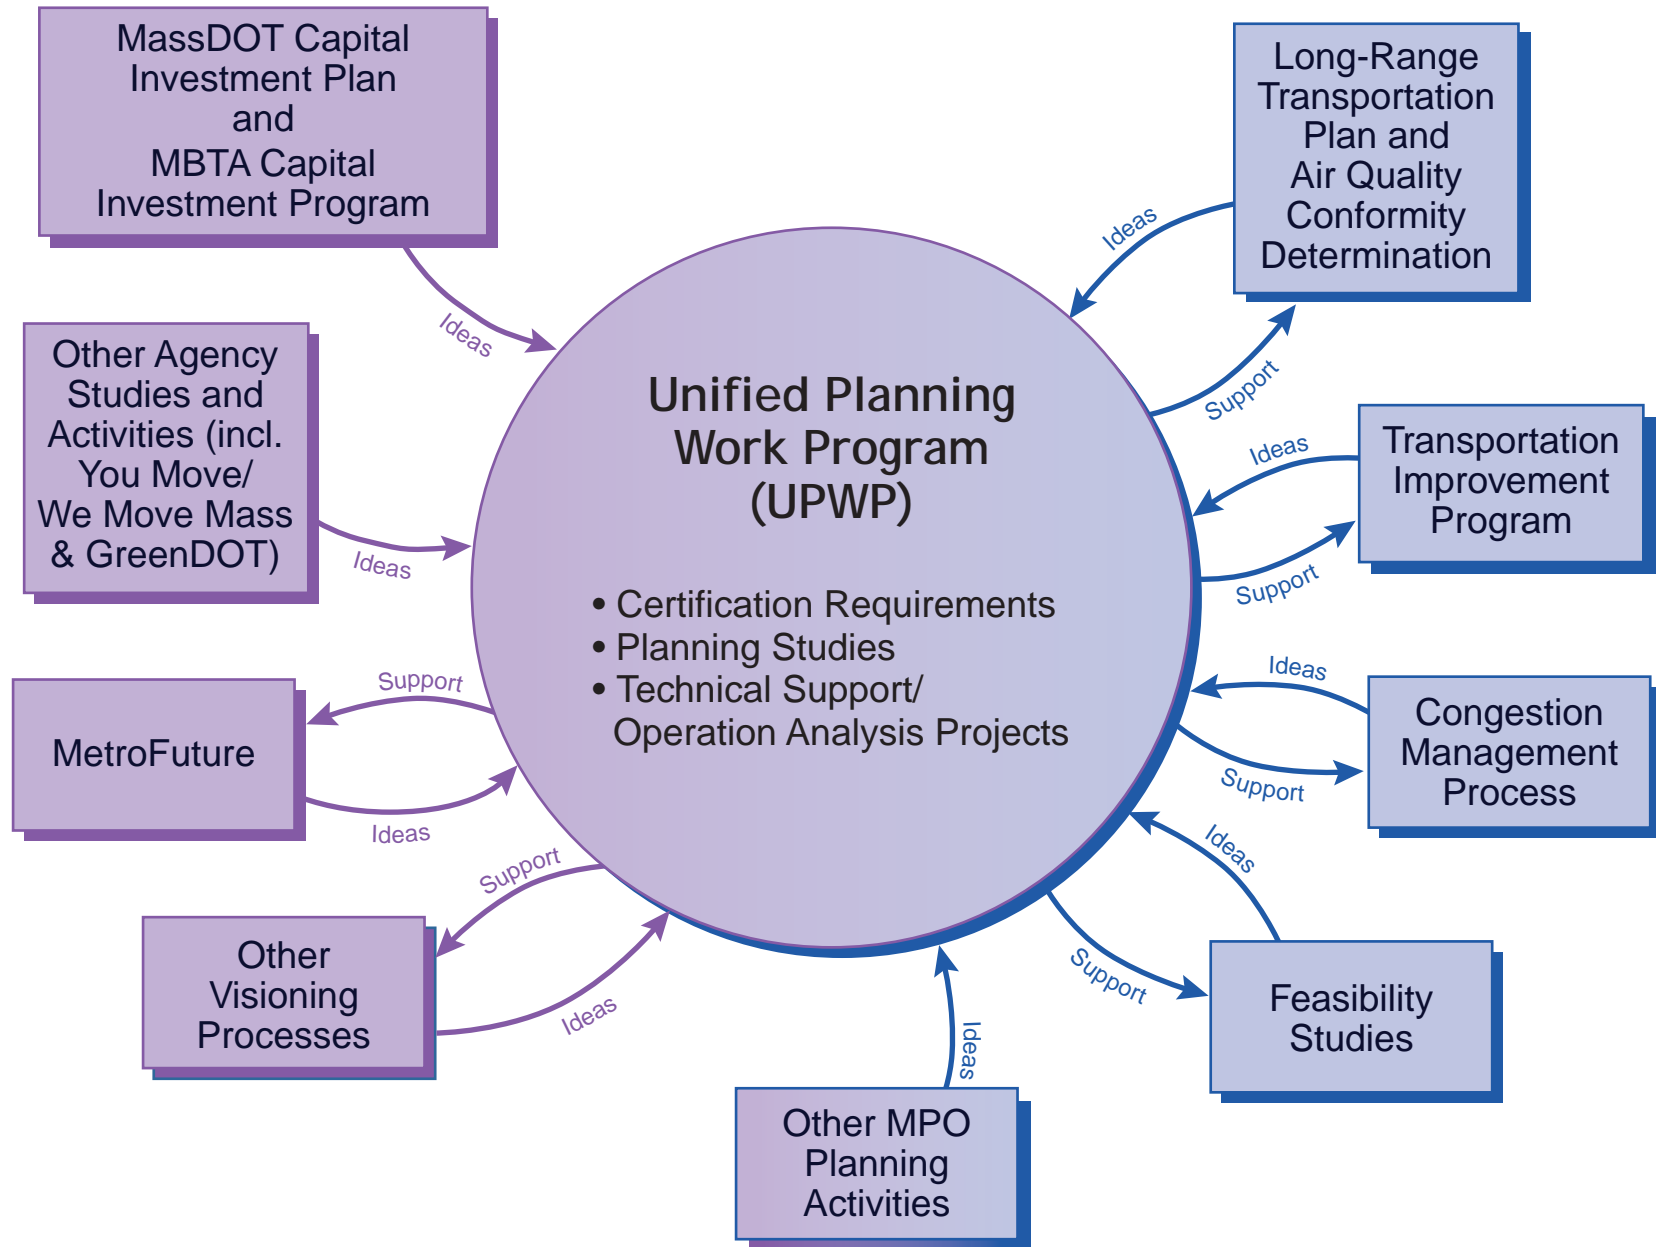 MassDOT Capital
Investment Plan
and
MBTA Capital
Investment Program
Ideas
Other Agency
Studies and
Activities (incl.
You Move/
We Move Mass
& GreenDOT)
Ideas
MetroFuture
Support
Ideas
Other
Visioning
Processes
Support
Ideas
Unified Planning
Work Program
(UPWP)
• Certification Requirements
• Planning Studies
• Technical Support/
Operation Analysis Projects
Other MPO
Planning
Activities
Ideas
Long-Range
Transportation
Plan and
Air Quality
Conformity
Determination
Ideas
Support
Transportation
Improvement
Program
Ideas
Support
Congestion
Management
Process
Ideas
Support
Feasibility
Studies
Ideas
Support